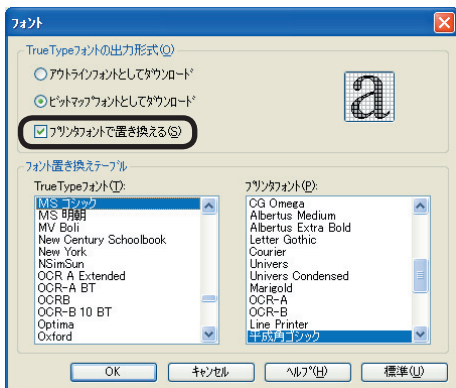 フォント
TrueTypeフォントの出力形式(O)
アウトラインフォントとしてダウンロード
ビットマップフォントとしてダウンロード
a
プリンタフォントで置き換える(S)
フォント置き換えテーブル
TrueTypeフォント(T):
MS ゴシック
MS 明朝
MV Boli
New Century Schoolbook
New York
NSimSun
OCR A Extended
OCR-A BT
OCRB
OCR-B 10 BT
Optima
Oxford
プリンタフォント(P):
CG Omega
Albertus Medium
Albertus Extra Bold
Letter Gothic
Courier
Univers
Univers Condensed
Marigold
OCR-A
OCR-B
Line Printer
平成角ゴシック
OK
キャンセル
ヘルプ(H)
標準(U)